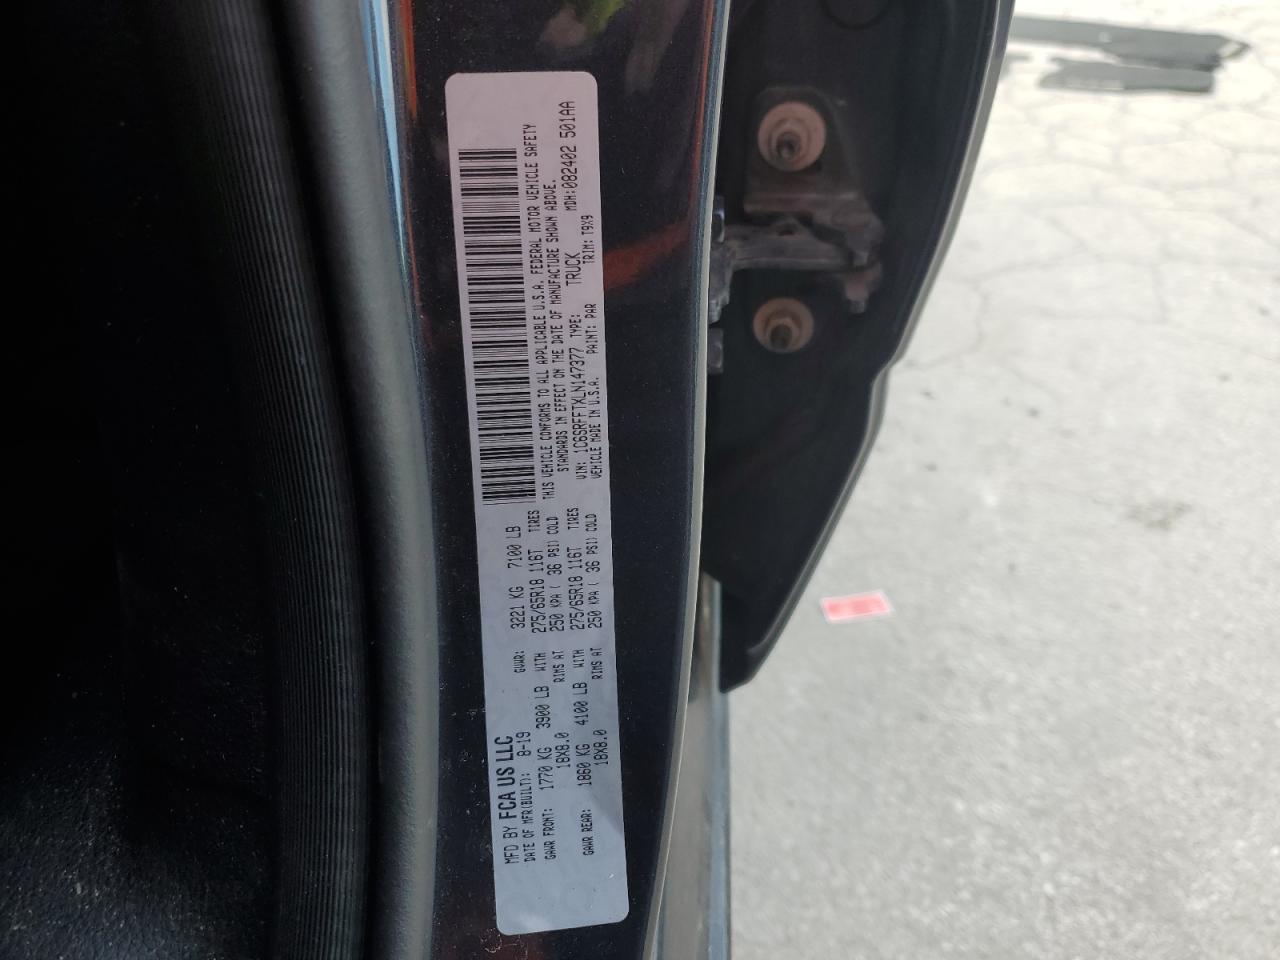 MFD BY FCA US LLC
DATE OF MFR(BUILT): 8-19 GVWR: 3221 KG 7100 LB
GAWR FRONT: 1770 KG 3900 LB WITH 275/65R18 116T TIRES
18X8.0 RIMS AT 250 KPA ( 36 PSI) COLD
GAWR REAR: 1860 KG 4100 LB WITH 275/65R18 116T TIRES
18X8.0 RIMS AT 250 KPA ( 36 PSI) COLD
THIS VEHICLE CONFORMS TO ALL APPLICABLE U.S.A. FEDERAL MOTOR VEHICLE SAFETY
STANDARDS IN EFFECT ON THE DATE OF MANUFACTURE SHOWN ABOVE.
VIN: 1C6SRFFTXLN147377 TYPE: TRUCK MDH:082402 501AA
VEHICLE MADE IN U.S.A. PAINT: PAR TRIM: T9X9